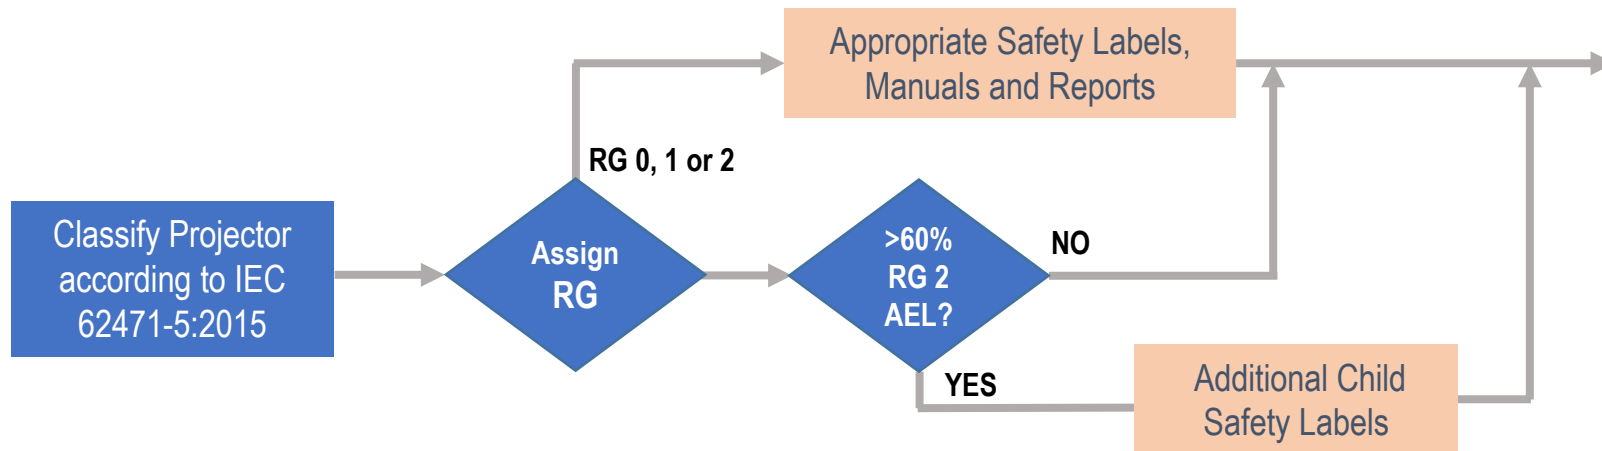 Appropriate Safety Labels,
Manuals and Reports
RG 0, 1 or 2
Classify Projector
according to IEC
62471-5:2015
Assign
RG
>60%
RG 2
AEL?
NO
YES
Additional Child
Safety Labels